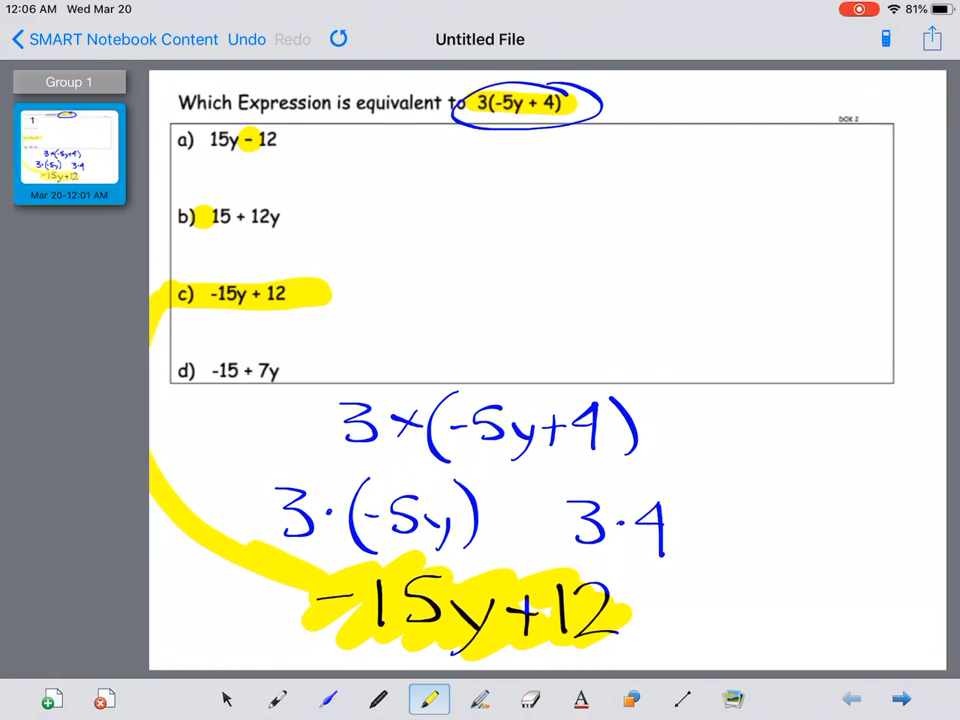 12:06 AM Wed Mar 20
81%
SMART Notebook Content Undo Redo
Untitled File
Group 1
Mar 20-12:01 AM
Which Expression is equivalent to 3(-5y + 4)
DOK 2
a) 15y - 12
b) 15 + 12y
c) -15y + 12
d) -15 + 7y
3 × (-5y+4)
3·(-5y) 3·4
-15y+12